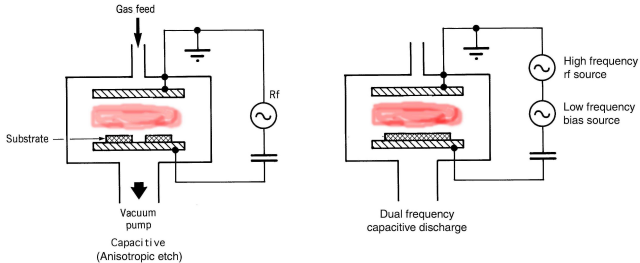 Gas feed
Rf
Substrate
Vacuum
pump
Capacitive
(Anisotropic etch)
High frequency
rf source
Low frequency
bias source
Dual frequency
capacitive discharge